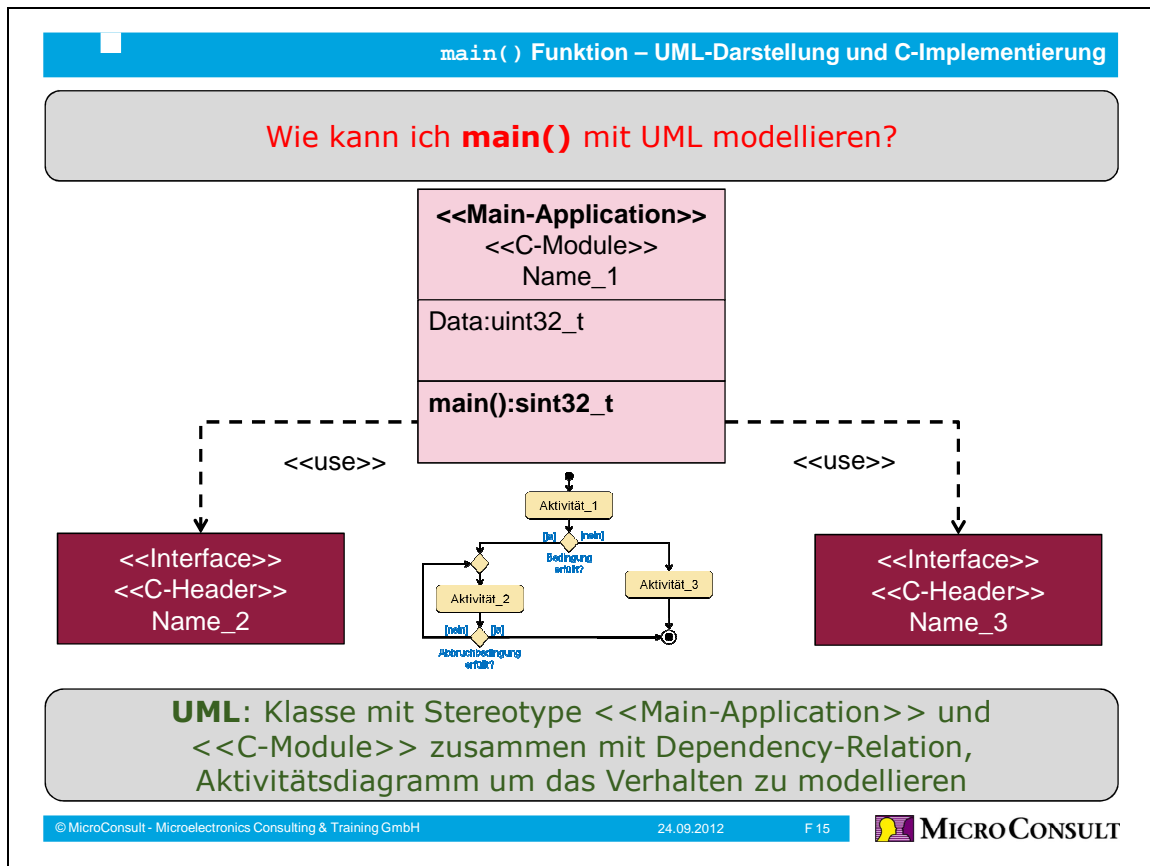 main() Funktion – UML-Darstellung und C-Implementierung
Wie kann ich main() mit UML modellieren?
<<Main-Application>>
<<C-Module>>
Name_1
Data:uint32_t
main():sint32_t
<<use>>
<<use>>
<<Interface>>
<<C-Header>>
Name_2
Aktivität_1
[ja] [nein]
Bedingung
erfüllt?
Aktivität_2
Aktivität_3
[nein] [ja]
Abbruchbedingung
erfüllt?
<<Interface>>
<<C-Header>>
Name_3
UML: Klasse mit Stereotype <<Main-Application>> und
<<C-Module>> zusammen mit Dependency-Relation,
Aktivitätsdiagramm um das Verhalten zu modellieren
© MicroConsult - Microelectronics Consulting & Training GmbH 24.09.2012 F 15 MICROCONSULT